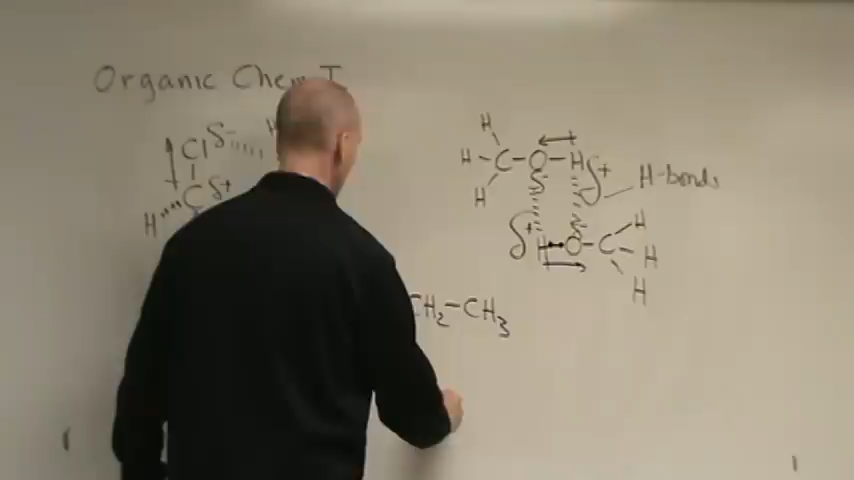 Organic Chem I
H
H
Cl δ-
H - C - O - H δ+
H-bonds
C δ+
H
H
δ+ H - O - C - H
H
H
CH2-CH3